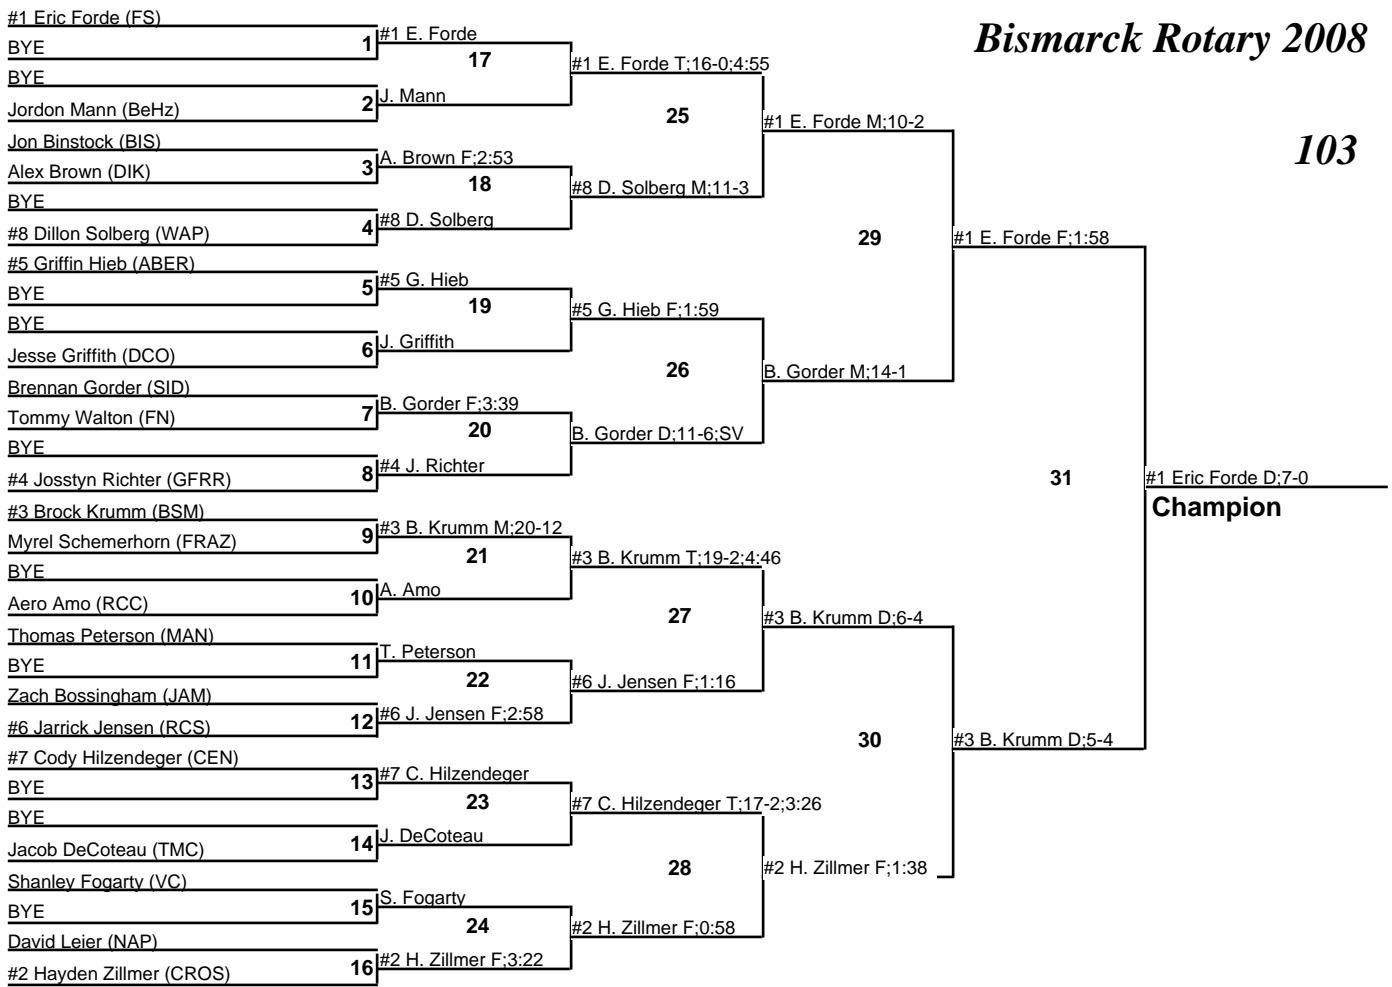 Bismarck Rotary 2008
103
#1 Eric Forde (FS)
BYE
1
BYE
Jordon Mann (BeHz)
2
Jon Binstock (BIS)
Alex Brown (DIK)
3
BYE
#8 Dillon Solberg (WAP)
4
#5 Griffin Hieb (ABER)
BYE
5
BYE
Jesse Griffith (DCO)
6
Brennan Gorder (SID)
Tommy Walton (FN)
7
BYE
#4 Josstyn Richter (GFRR)
8
#3 Brock Krumm (BSM)
Myrel Schemerhorn (FRAZ)
9
BYE
Aero Amo (RCC)
10
Thomas Peterson (MAN)
BYE
11
Zach Bossingham (JAM)
#6 Jarrick Jensen (RCS)
12
#7 Cody Hilzendeger (CEN)
BYE
13
BYE
Jacob DeCoteau (TMC)
14
Shanley Fogarty (VC)
BYE
15
David Leier (NAP)
#2 Hayden Zillmer (CROS)
16
#1 E. Forde
17
J. Mann
A. Brown F;2:53
18
#8 D. Solberg
#5 G. Hieb
19
J. Griffith
B. Gorder F;3:39
20
#4 J. Richter
#3 B. Krumm M;20-12
21
A. Amo
T. Peterson
22
#6 J. Jensen F;2:58
#7 C. Hilzendeger
23
J. DeCoteau
S. Fogarty
24
#2 H. Zillmer F;3:22
#1 E. Forde T;16-0;4:55
25
#8 D. Solberg M;11-3
#5 G. Hieb F;1:59
26
B. Gorder D;11-6;SV
#3 B. Krumm T;19-2;4:46
27
#6 J. Jensen F;1:16
#7 C. Hilzendeger T;17-2;3:26
28
#2 H. Zillmer F;0:58
#1 E. Forde M;10-2
29
B. Gorder M;14-1
#3 B. Krumm D;6-4
30
#2 H. Zillmer F;1:38
#1 E. Forde F;1:58
31
#3 B. Krumm D;5-4
#1 Eric Forde D;7-0
Champion